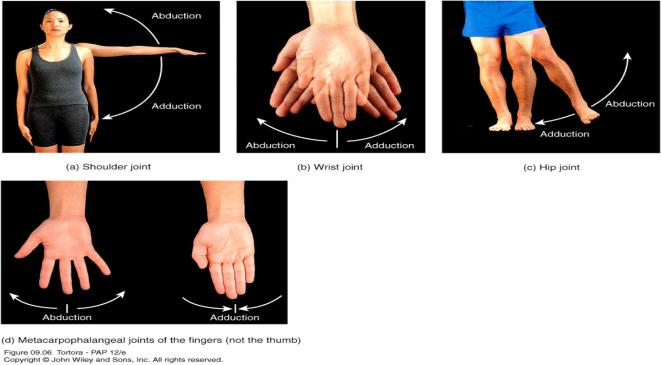 Abduction
Adduction
(a) Shoulder joint
Abduction
Adduction
(b) Wrist joint
Abduction
Adduction
(c) Hip joint
Abduction
Adduction
(d) Metacarpophalangeal joints of the fingers (not the thumb)
Figure 09.06 Tortora - PAP 12/e
Copyright © John Wiley and Sons, Inc. All rights reserved.